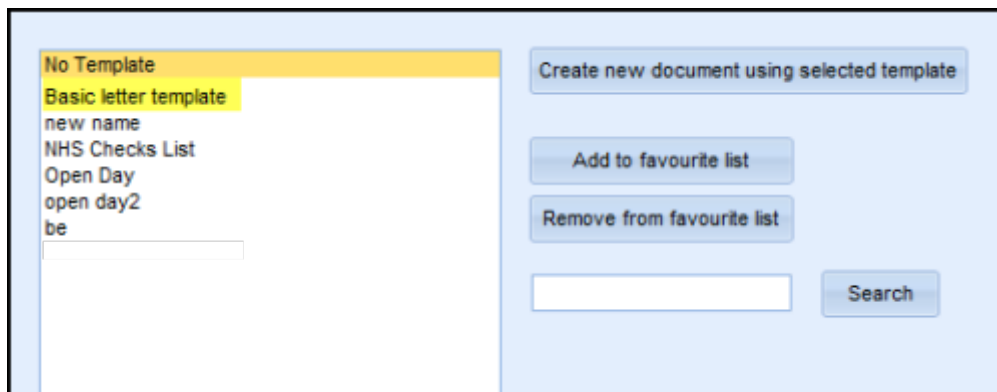 No Template
Basic letter template
new name
NHS Checks List
Open Day
open day2
be
Create new document using selected template
Add to favourite list
Remove from favourite list
Search